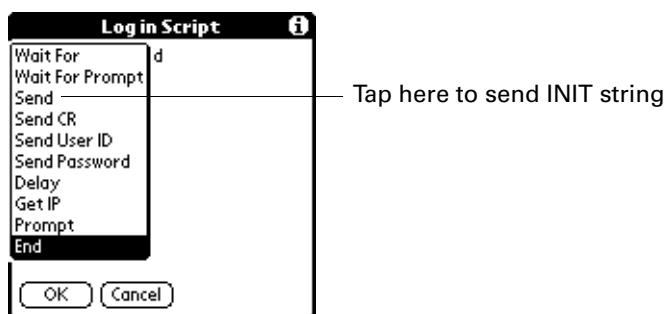 Log in Script i
Wait For d
Wait For Prompt
Send
Tap here to send INIT string
Send CR
Send User ID
Send Password
Delay
Get IP
Prompt
End
OK Cancel